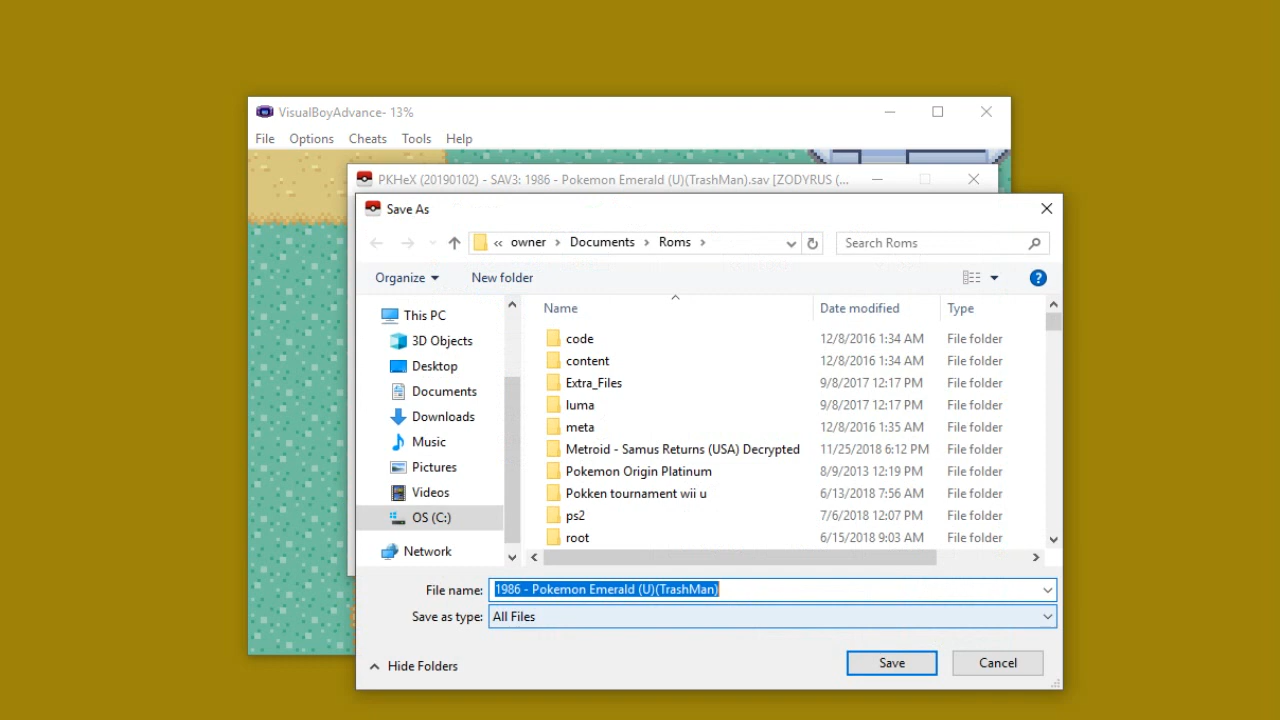 VisualBoyAdvance- 13%
File Options Cheats Tools Help
PKHeX (20190102) - SAV3: 1986 - Pokemon Emerald (U)(TrashMan).sav [ZODYRUS (...
Save As
« owner > Documents > Roms >
Search Roms
Organize New folder
Name Date modified Type
This PC
3D Objects
Desktop
Documents
Downloads
Music
Pictures
Videos
OS (C:)
Network
code 12/8/2016 1:34 AM File folder
content 12/8/2016 1:34 AM File folder
Extra_Files 9/8/2017 12:17 PM File folder
luma 9/8/2017 12:17 PM File folder
meta 12/8/2016 1:35 AM File folder
Metroid - Samus Returns (USA) Decrypted 11/25/2018 6:12 PM File folder
Pokemon Origin Platinum 8/9/2013 12:19 PM File folder
Pokken tournament wii u 6/13/2018 7:56 AM File folder
ps2 7/6/2018 12:07 PM File folder
root 6/15/2018 9:03 AM File folder
File name: 1986 - Pokemon Emerald (U)(TrashMan)
Save as type: All Files
Hide Folders Save Cancel